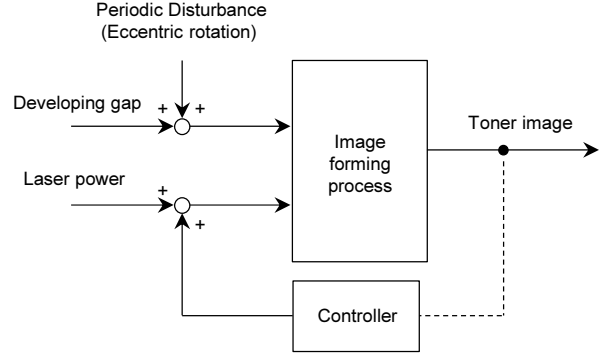 Periodic Disturbance
(Eccentric rotation)
Developing gap
+
+
Toner image
Image
forming
process
Laser power
+
+
Controller